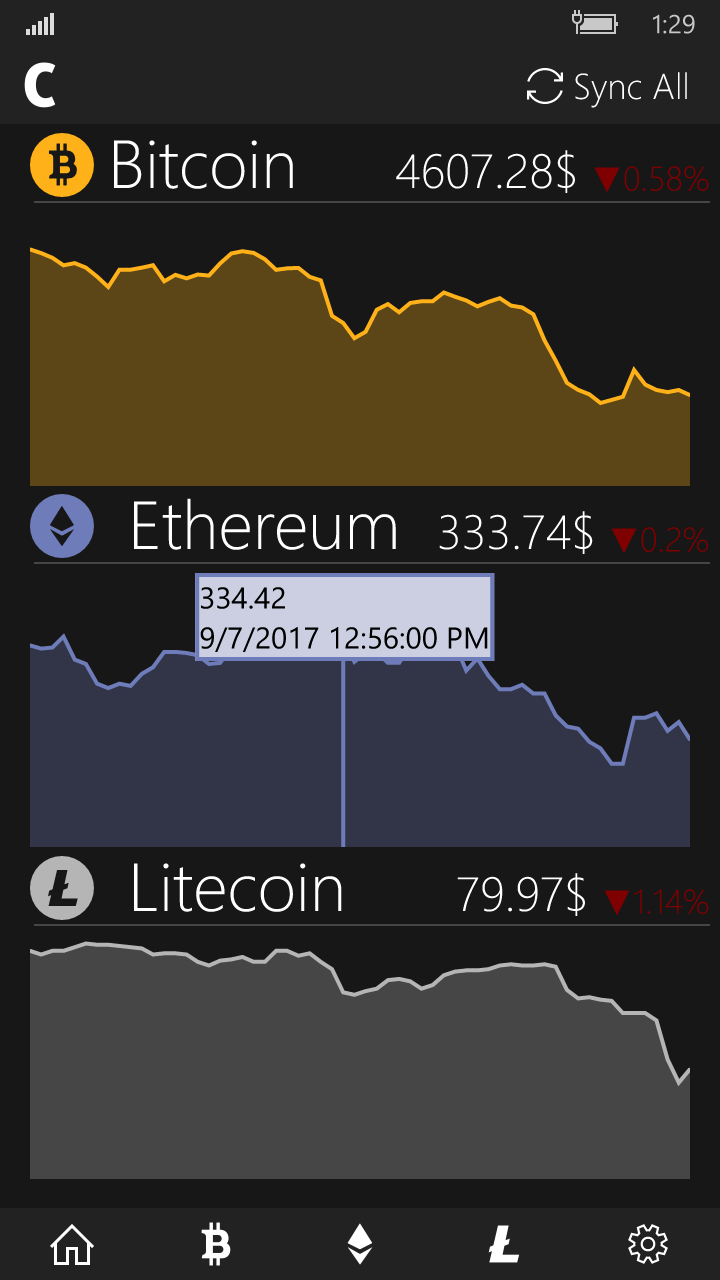 1:29
C
Sync All
Bitcoin 4607.28$ ▼0.58%
Ethereum 333.74$ ▼0.2%
334.42
9/7/2017 12:56:00 PM
Litecoin 79.97$ ▼1.14%